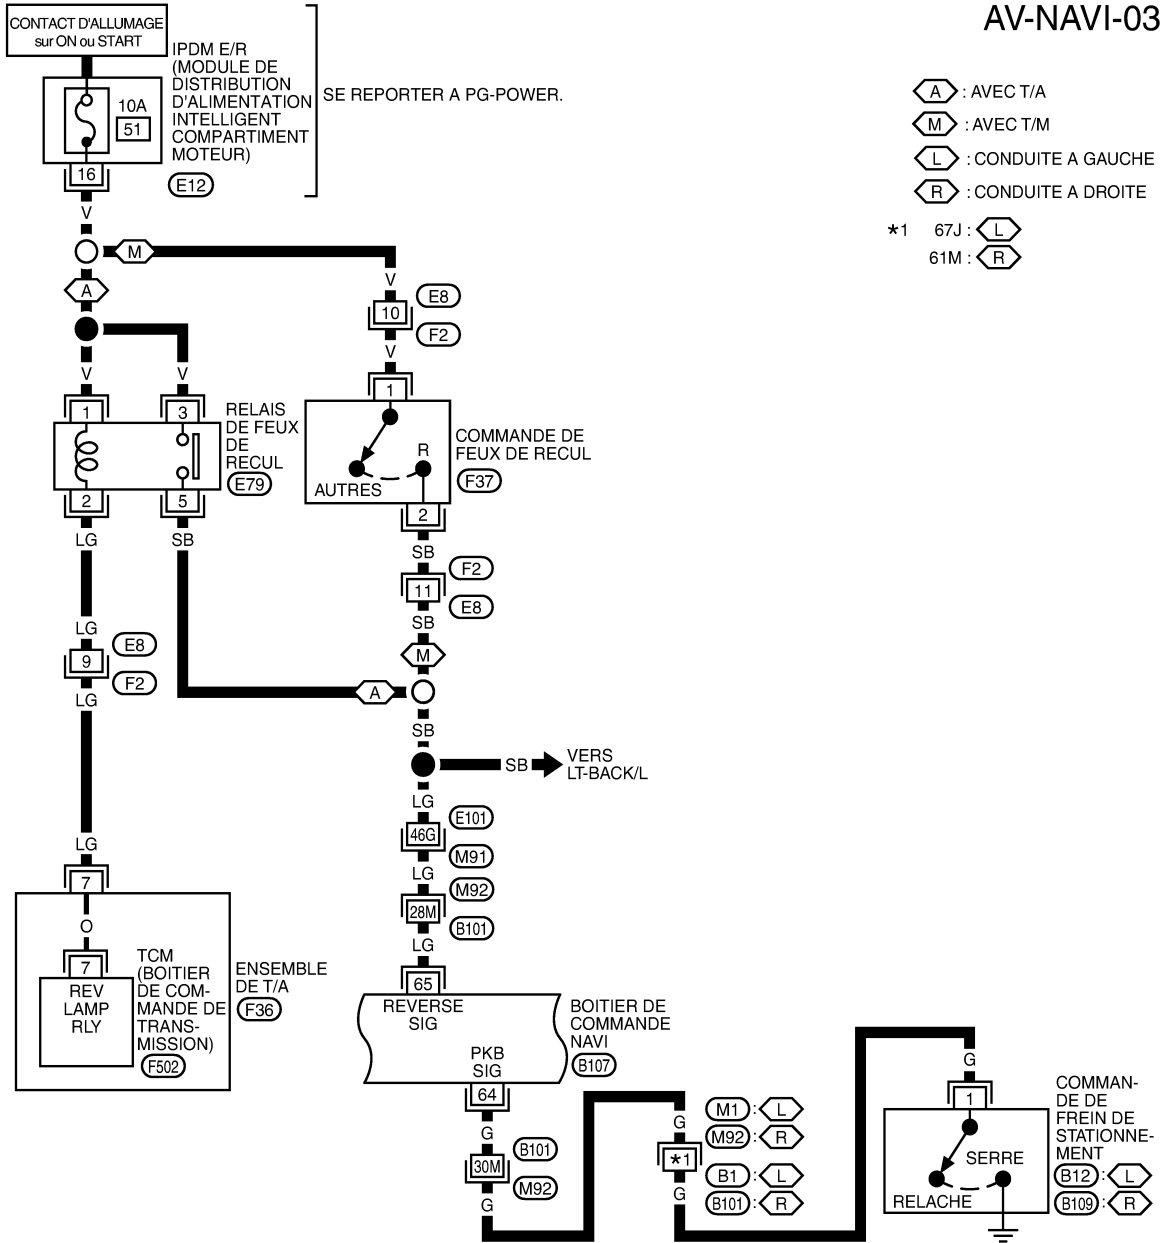 AV-NAVI-03
CONTACT D'ALLUMAGE
sur ON ou START
IPDM E/R
(MODULE DE
DISTRIBUTION
D'ALIMENTATION
INTELLIGENT
COMPARTIMENT
MOTEUR)
E12
10A
51
16
SE REPORTER A PG-POWER.
A : AVEC T/A
M : AVEC T/M
L : CONDUITE A GAUCHE
R : CONDUITE A DROITE
*1 67J : L
61M : R
V
M
A
V
10
E8
F2
V
V
V
1
3
1
RELAIS
DE FEUX
DE
RECUL
E79
R
AUTRES
COMMANDE DE
FEUX DE RECUL
F37
2
5
2
LG
SB
SB
F2
11
E8
SB
LG
9
E8
F2
LG
M
A
SB
SB
VERS
LT-BACK/L
LG
E101
46G
M91
LG
LG
M92
28M
B101
LG
7
O
7
REV
LAMP
RLY
TCM
(BOITIER
DE COM-
MANDE DE
TRANS-
MISSION)
F502
ENSEMBLE
DE T/A
F36
65
REVERSE
SIG
PKB
SIG
BOITIER DE
COMMANDE
NAVI
B107
64
G
B101
30M
M92
G
G
*1
G
M1 : L
M92 : R
B1 : L
B101 : R
G
1
SERRE
RELACHE
COMMAN-
DE DE
FREIN DE
STATIONNE-
MENT
B12 : L
B109 : R